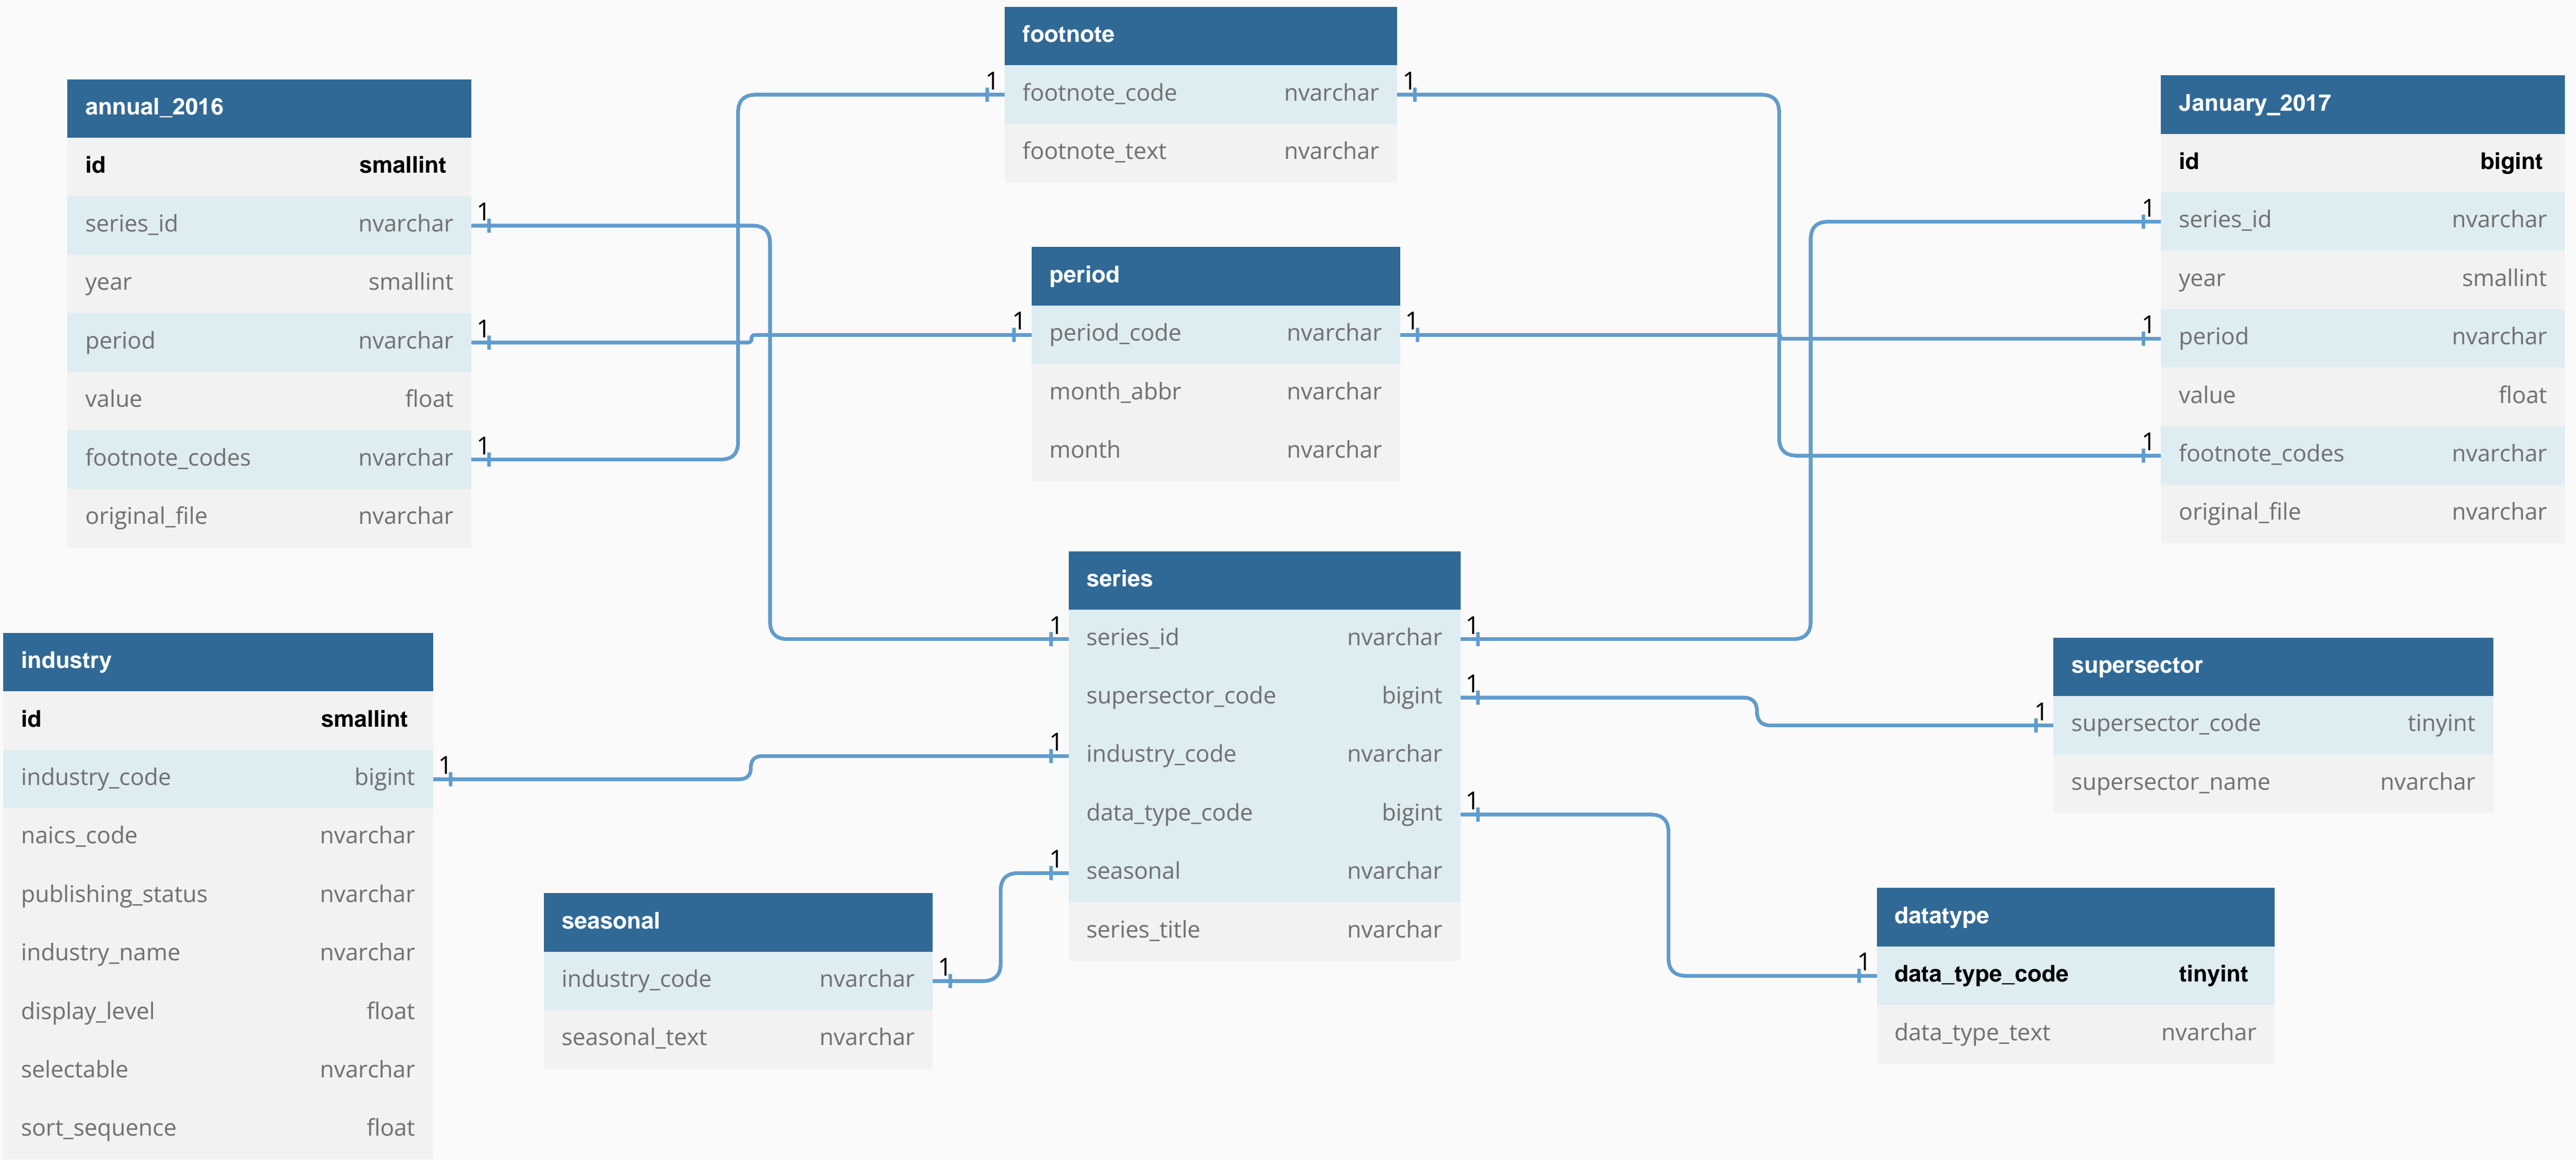 footnote
1 footnote_code nvarchar 1
footnote_text nvarchar
annual_2016
id smallint
series_id nvarchar 1
year smallint
period nvarchar 1
value float
footnote_codes nvarchar 1
original_file nvarchar
January_2017
id bigint
1 series_id nvarchar
year smallint
1 period nvarchar
value float
1 footnote_codes nvarchar
original_file nvarchar
period
1 period_code nvarchar 1
month_abbr nvarchar
month nvarchar
series
1 series_id nvarchar 1
supersector_code bigint 1
1 industry_code nvarchar
data_type_code bigint 1
1 seasonal nvarchar
series_title nvarchar
industry
id smallint
industry_code bigint 1
naics_code nvarchar
publishing_status nvarchar
industry_name nvarchar
display_level float
selectable nvarchar
sort_sequence float
supersector
1 supersector_code tinyint
supersector_name nvarchar
seasonal
industry_code nvarchar 1
seasonal_text nvarchar
datatype
1 data_type_code tinyint
data_type_text nvarchar